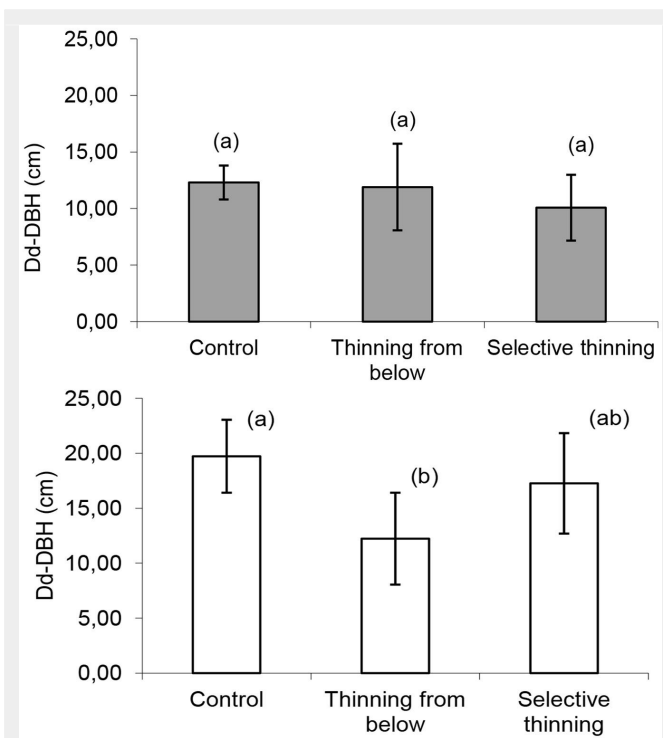 Dd-DBH (cm)
25,00
20,00
15,00
10,00
5,00
0,00
(a)
(a)
(a)
Control
Thinning from
below
Selective thinning
Dd-DBH (cm)
25,00
20,00
15,00
10,00
5,00
0,00
(a)
(b)
(ab)
Control
Thinning from
below
Selective
thinning